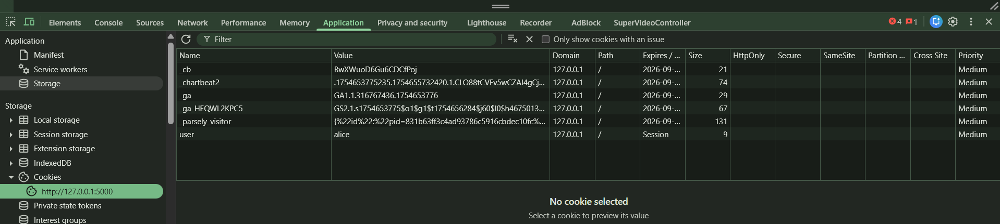 Elements Console Sources Network Performance Memory Application Privacy and security Lighthouse Recorder AdBlock SuperVideoController 4 1
Application
Manifest
Service workers
Storage
Storage
Local storage
Session storage
Extension storage
IndexedDB
Cookies
http://127.0.0.1:5000
Private state tokens
Interest groups
Filter Only show cookies with an issue
Name Value Domain Path Expires / ... Size HttpOnly Secure SameSite Partition ... Cross Site Priority
_cb BwXWuoD6Gu6CDCfPoj 127.0.0.1 / 2026-09-... 21 Medium
_chartbeat2 .1754653775235.1754655732420.1.CLO88tCVFv5wCZAI4gCj... 127.0.0.1 / 2026-09-... 74 Medium
_ga GA1.1.316767436.1754653776 127.0.0.1 / 2026-09-... 29 Medium
_ga_HEQWL2KPC5 GS2.1.s1754653775$o1$g1$t1754656284$j60$l0$h4675013... 127.0.0.1 / 2026-09-... 67 Medium
_parsely_visitor {%22id%22:%22pid=831b63ff3c4ad93786c5916cbdec10fc%... 127.0.0.1 / 2026-09-... 131 Medium
user alice 127.0.0.1 / Session 9 Medium
No cookie selected
Select a cookie to preview its value